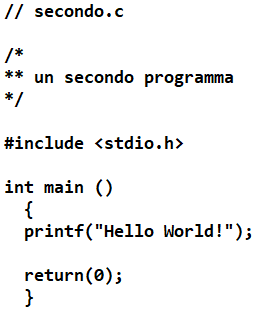 // secondo.c
/*
** un secondo programma
*/
#include <stdio.h>
int main ()
{
printf("Hello World!");
return(0);
}